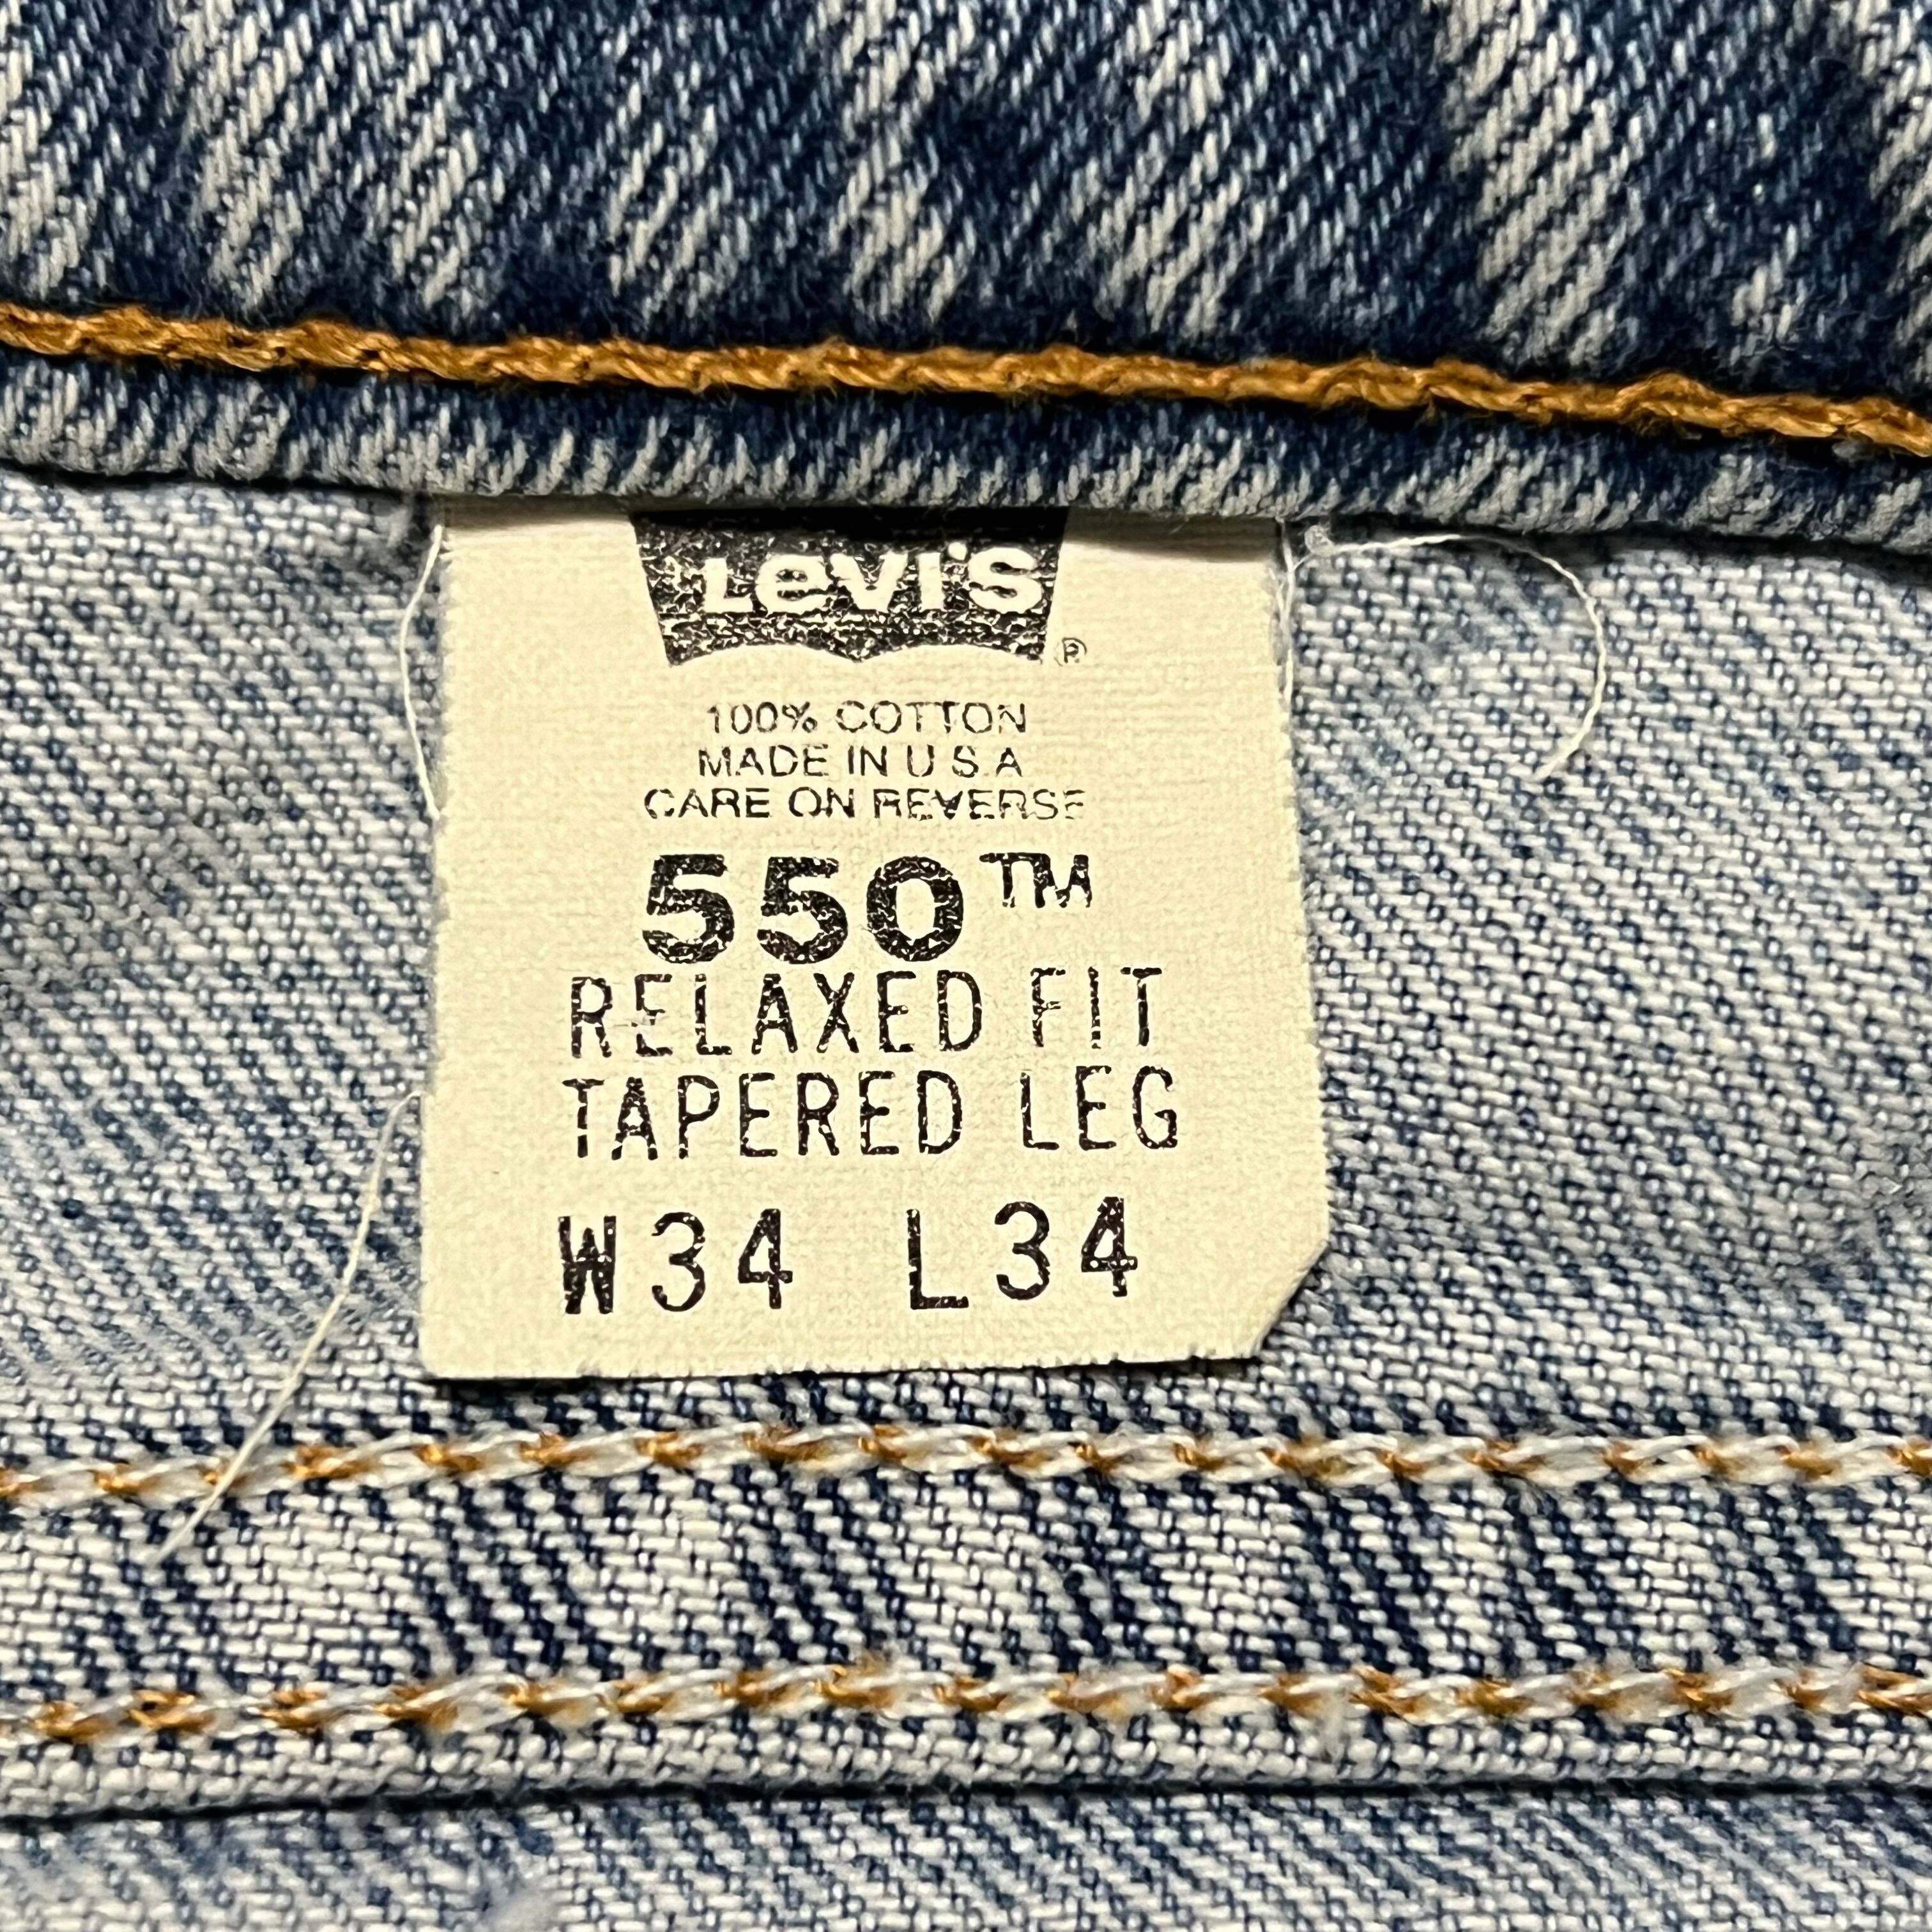 Levi's ®
100% COTTON
MADE IN U.S.A
CARE ON REVERSE
550™
RELAXED FIT
TAPERED LEG
W34 L34